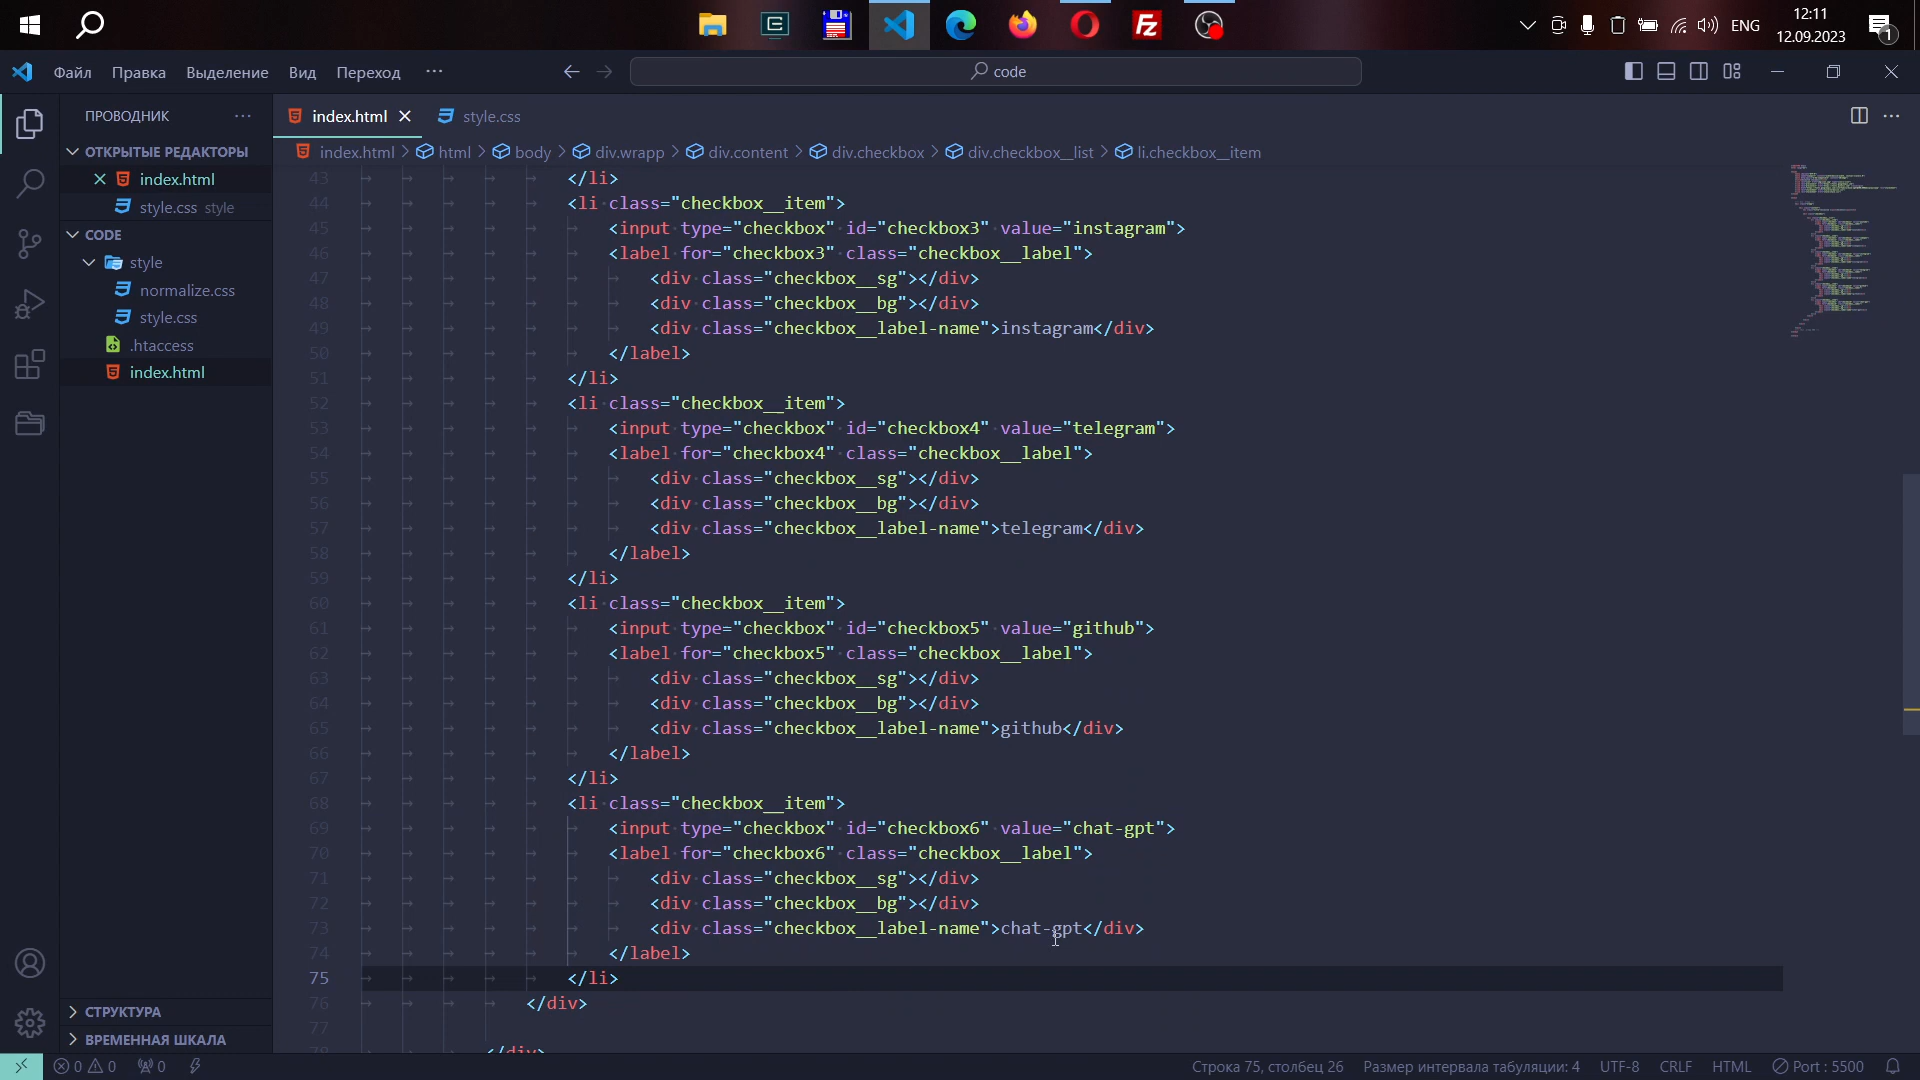 ENG
12:11
12.09.2023
1
Файл Правка Выделение Вид Переход ···
code
ПРОВОДНИК ···
index.html
style.css
index.html > html > body > div.wrapp > div.content > div.checkbox > div.checkbox__list > li.checkbox__item
ОТКРЫТЫЕ РЕДАКТОРЫ
index.html
style.css style
CODE
style
normalize.css
style.css
.htaccess
index.html
СТРУКТУРА
ВРЕМЕННАЯ ШКАЛА
43 </li>
44 <li class="checkbox__item">
45 <input type="checkbox" id="checkbox3" value="instagram">
46 <label for="checkbox3" class="checkbox__label">
47 <div class="checkbox__sg"></div>
48 <div class="checkbox__bg"></div>
49 <div class="checkbox__label-name">instagram</div>
50 </label>
51 </li>
52 <li class="checkbox__item">
53 <input type="checkbox" id="checkbox4" value="telegram">
54 <label for="checkbox4" class="checkbox__label">
55 <div class="checkbox__sg"></div>
56 <div class="checkbox__bg"></div>
57 <div class="checkbox__label-name">telegram</div>
58 </label>
59 </li>
60 <li class="checkbox__item">
61 <input type="checkbox" id="checkbox5" value="github">
62 <label for="checkbox5" class="checkbox__label">
63 <div class="checkbox__sg"></div>
64 <div class="checkbox__bg"></div>
65 <div class="checkbox__label-name">github</div>
66 </label>
67 </li>
68 <li class="checkbox__item">
69 <input type="checkbox" id="checkbox6" value="chat-gpt">
70 <label for="checkbox6" class="checkbox__label">
71 <div class="checkbox__sg"></div>
72 <div class="checkbox__bg"></div>
73 <div class="checkbox__label-name">chat-gpt</div>
74 </label>
75 </li>
76 </div>
77
78 </div>
0 0 0 Строка 75, столбец 26 Размер интервала табуляции: 4 UTF-8 CRLF HTML Port : 5500